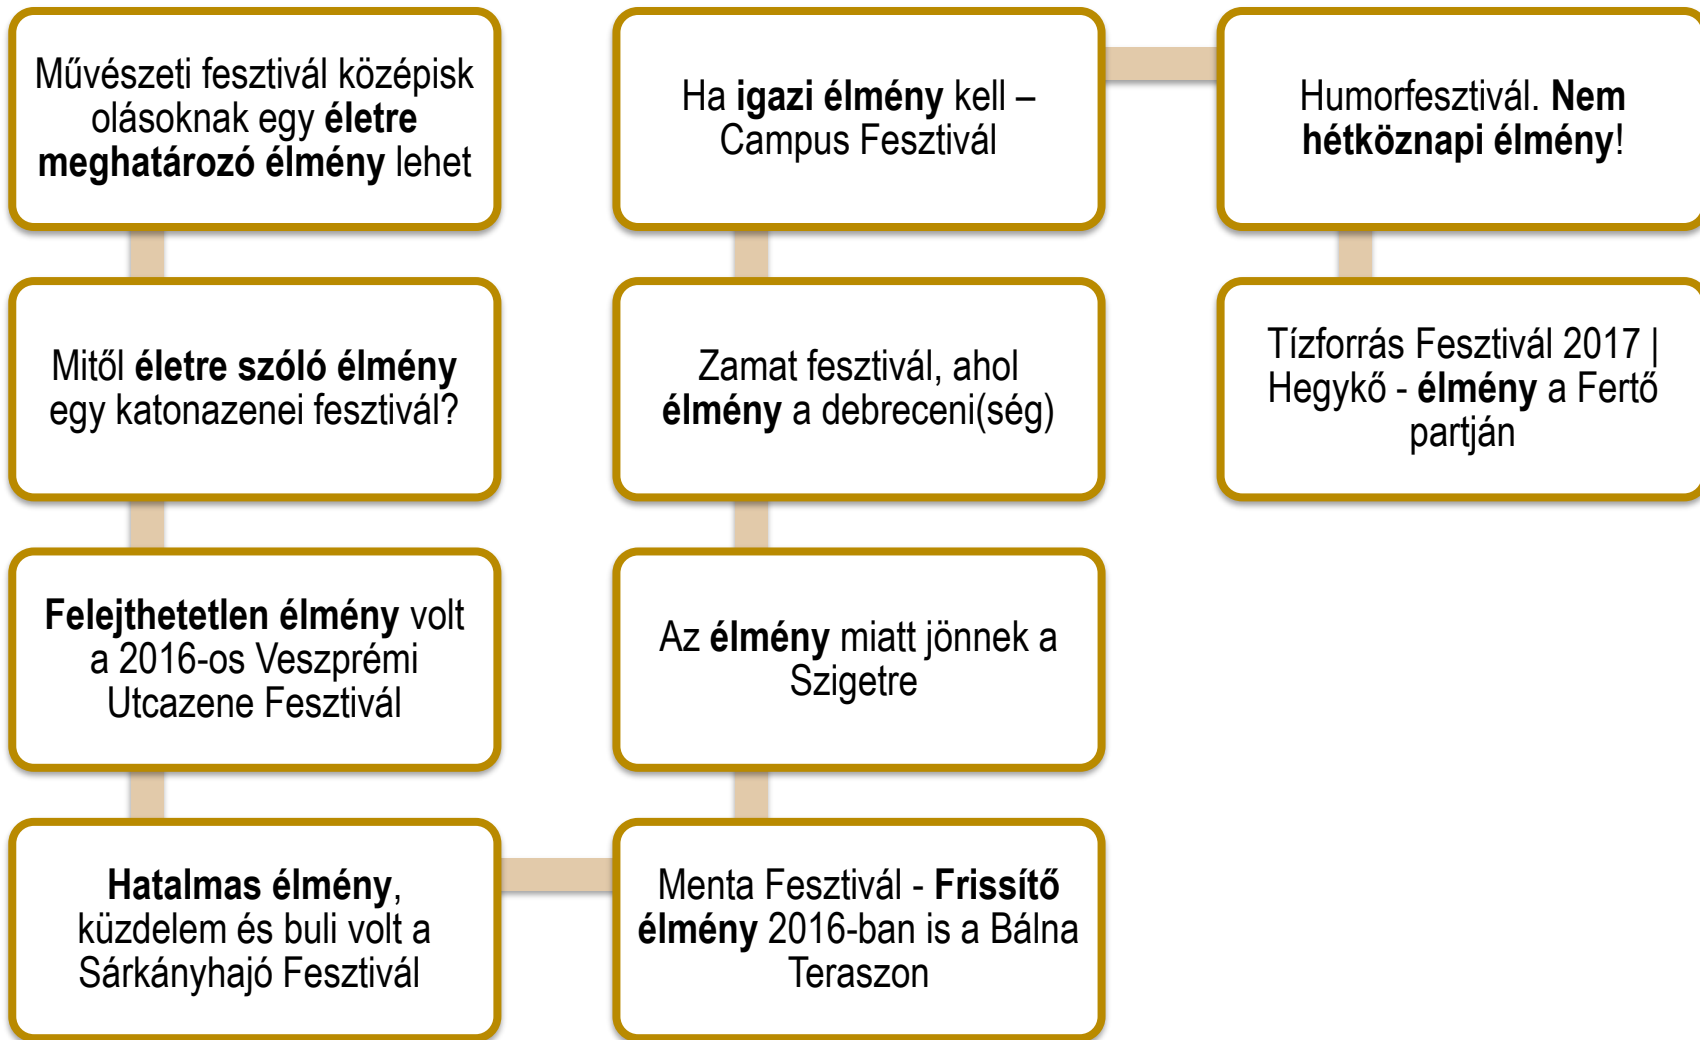 Művészeti fesztivál középisk
olásoknak egy életre
meghatározó élmény lehet
Mitől életre szóló élmény
egy katonazenei fesztivál?
Felejthetetlen élmény volt
a 2016-os Veszprémi
Utcazene Fesztivál
Hatalmas élmény,
küzdelem és buli volt a
Sárkányhajó Fesztivál
Menta Fesztivál - Frissítő
élmény 2016-ban is a Bálna
Teraszon
Az élmény miatt jönnek a
Szigetre
Zamat fesztivál, ahol
élmény a debreceni(ség)
Ha igazi élmény kell –
Campus Fesztivál
Humorfesztivál. Nem
hétköznapi élmény!
Tízforrás Fesztivál 2017 |
Hegykő - élmény a Fertő
partján